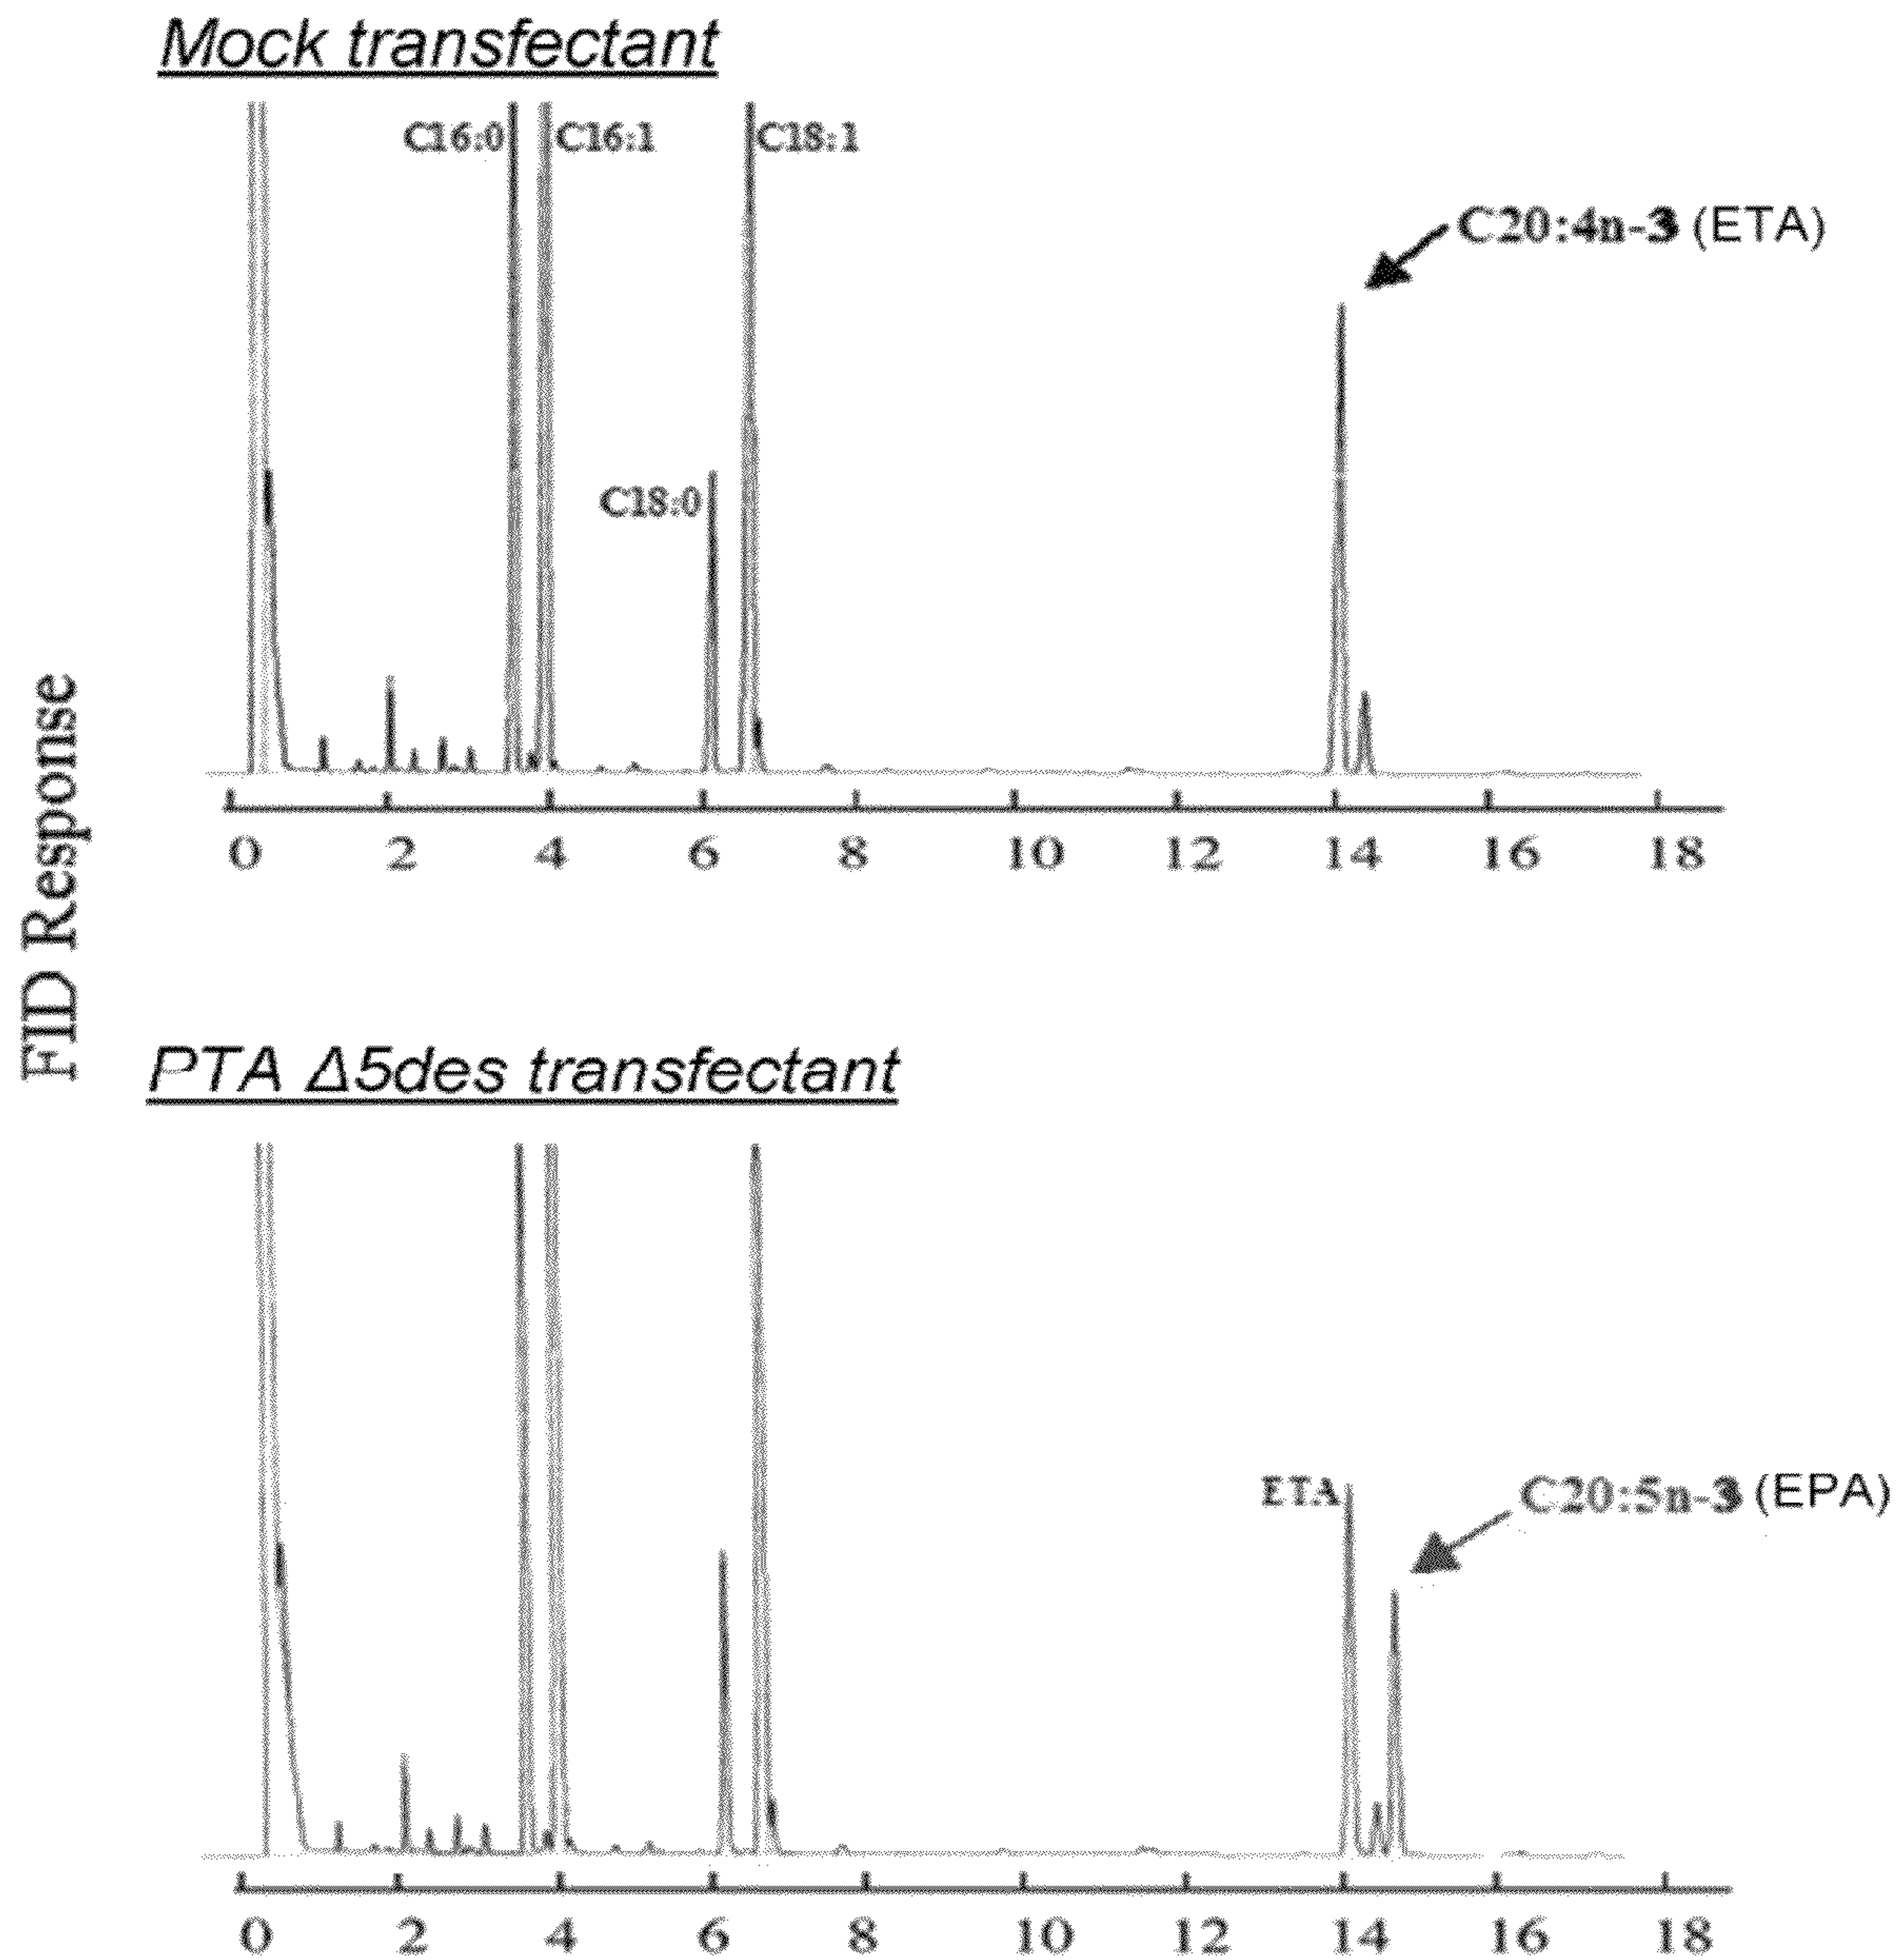 Mock transfectant
C16:0 C16:1 C18:1
C20:4n-3 (ETA)
C18:0
0 2 4 6 8 10 12 14 16 18
FID Response
PTA Δ5des transfectant
ETA C20:5n-3 (EPA)
0 2 4 6 8 10 12 14 16 18